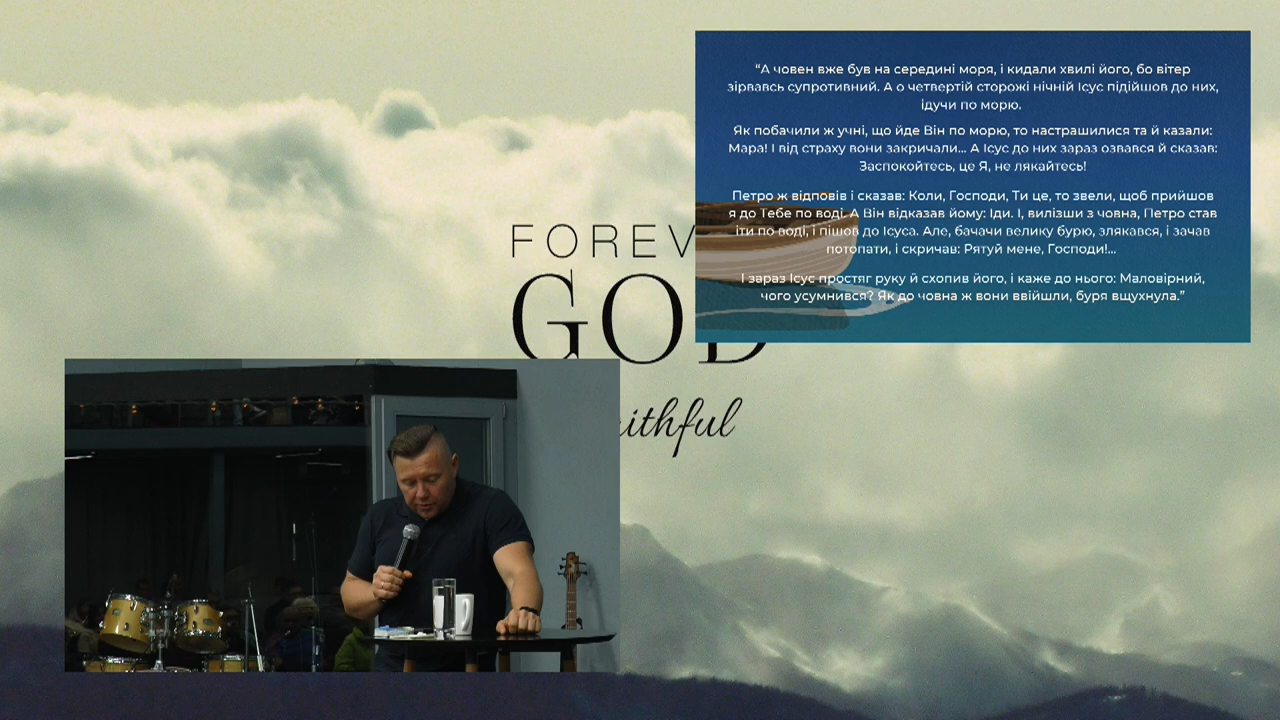 “А човен вже був на середині моря, і кидали хвилі його, бо вітер
зірвавсь супротивний. А о четвертій сторожі нічній Ісус підійшов до них,
ідучи по морю.
Як побачили ж учні, що йде Він по морю, то настрашилися та й казали:
Мара! І від страху вони закричали... А Ісус до них зараз озвався й сказав:
Заспокойтесь, це Я, не лякайтесь!
Петро ж відповів і сказав: Коли, Господи, Ти це, то звели, щоб прийшов
я до Тебе по воді. А Він відказав йому: Іди. І, вилізши з човна, Петро став
іти по воді, і пішов до Ісуса. Але, бачачи велику бурю, злякався, і зачав
потопати, і скричав: Рятуй мене, Господи!...
І зараз Ісус простяг руку й схопив його, і каже до нього: Маловірний,
чого усумнився? Як до човна ж вони ввійшли, буря вщухнула.”
FOREV
GOD
ithful